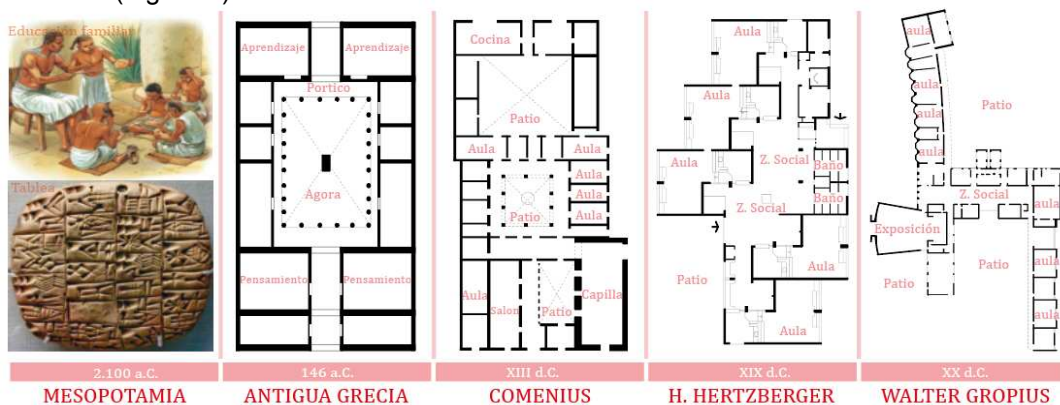 Educación familiar
Tablea
2.100 a.C.
MESOPOTAMIA
Aprendizaje
Aprendizaje
Portico
Agora
Pensamiento
Pensamiento
146 a.C.
ANTIGUA GRECIA
Cocina
Patio
Aula
Aula
Aula
Patio
Aula
Aula
Aula
Salon
Patio
Capilla
XIII d.C.
COMENIUS
Aula
Aula
Aula
Z. Social
Baño
Z. Social
Baño
Aula
Patio
Aula
XIX d.C.
H. HERTZBERGER
aula
aula
Patio
aula
aula
Z. Social
aula
Exposición
Patio
Patio
aula
aula
XX d.C.
WALTER GROPIUS